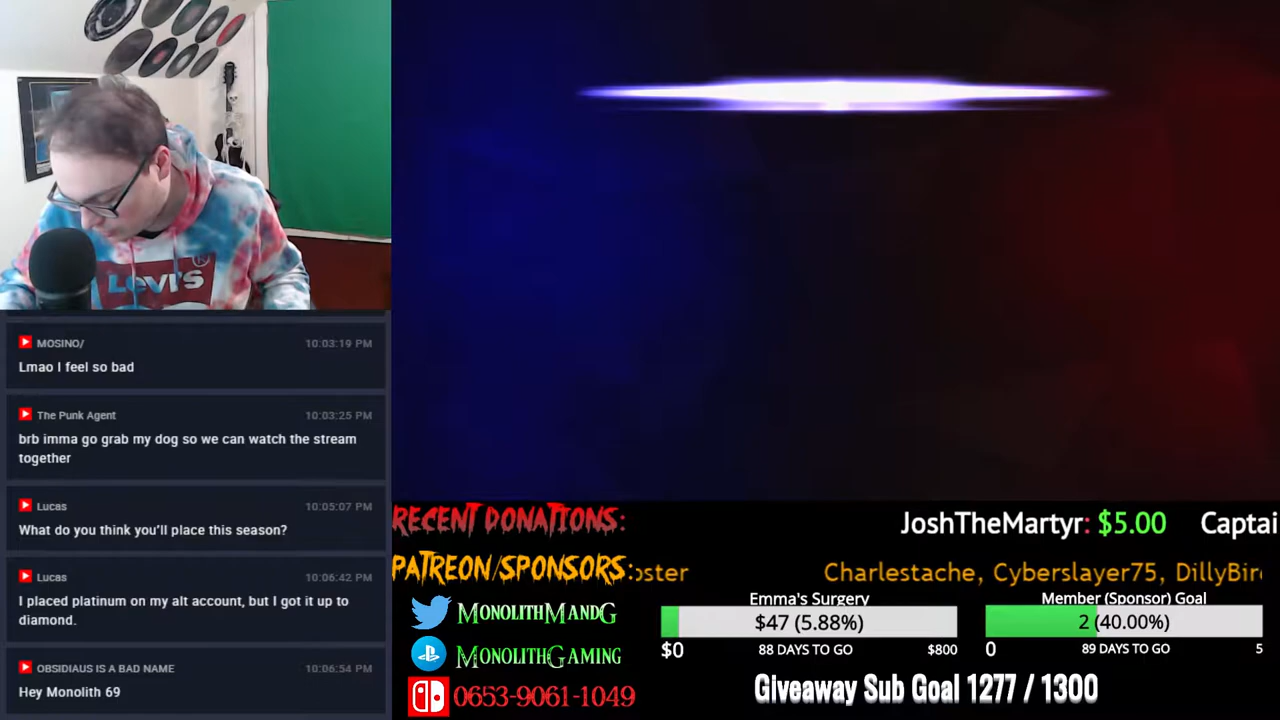 LEVI'S
MOSINO/ 10:03:19 PM
Lmao I feel so bad
The Punk Agent 10:03:25 PM
brb imma go grab my dog so we can watch the stream
together
Lucas 10:05:07 PM
What do you think you'll place this season?
Lucas 10:06:42 PM
I placed platinum on my alt account, but I got it up to
diamond.
OBSIDIAUS IS A BAD NAME 10:06:54 PM
Hey Monolith 69
RECENT DONATIONS: JoshTheMartyr: $5.00 Captai
PATREON/SPONSORS: oster Charlestache, Cyberslayer75, DillyBir
MonolithMandG
MonolithGaming
0653-9061-1049
Emma's Surgery
$47 (5.88%)
$0 88 DAYS TO GO $800
Member (Sponsor) Goal
2 (40.00%)
0 89 DAYS TO GO 5
Giveaway Sub Goal 1277 / 1300